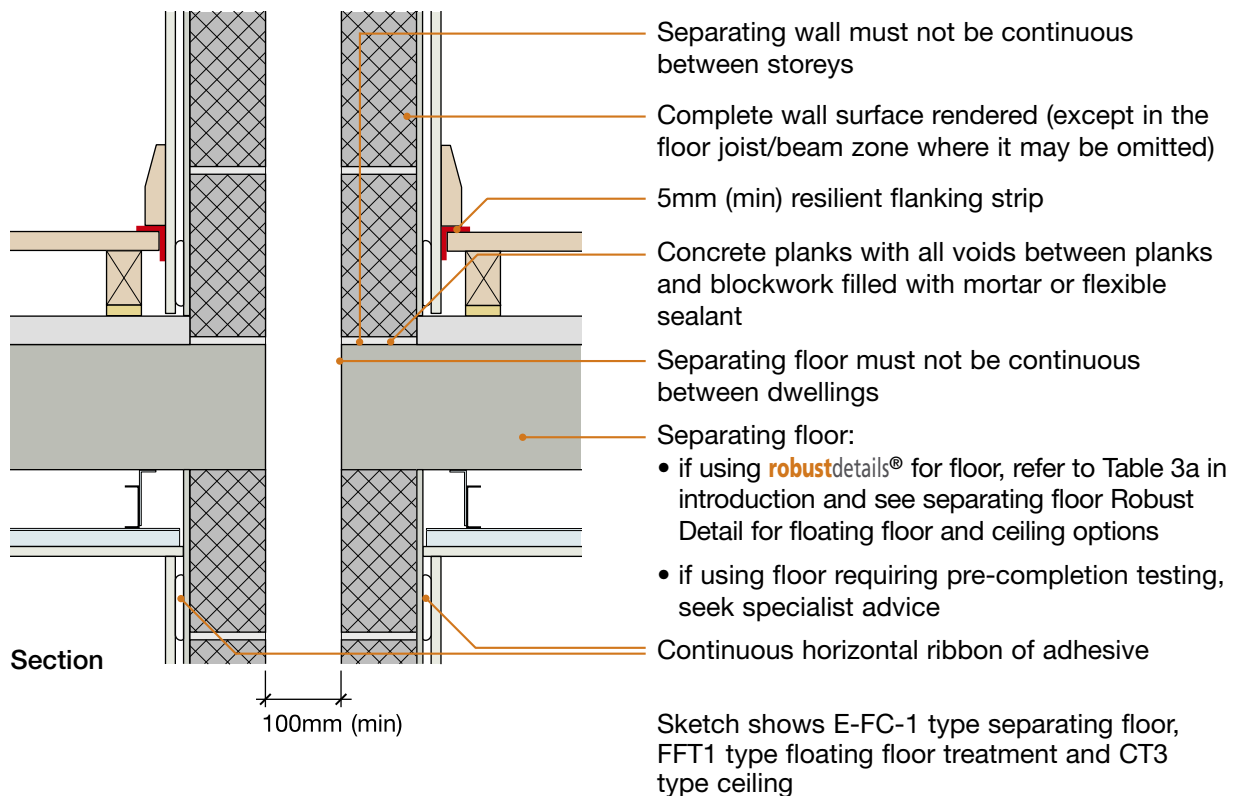 Separating wall must not be continuous
between storeys
Complete wall surface rendered (except in the
floor joist/beam zone where it may be omitted)
5mm (min) resilient flanking strip
Concrete planks with all voids between planks
and blockwork filled with mortar or flexible
sealant
Separating floor must not be continuous
between dwellings
Separating floor:
• if using robustdetails® for floor, refer to Table 3a in
introduction and see separating floor Robust
Detail for floating floor and ceiling options
• if using floor requiring pre-completion testing,
seek specialist advice
Continuous horizontal ribbon of adhesive
Section
100mm (min)
Sketch shows E-FC-1 type separating floor,
FFT1 type floating floor treatment and CT3
type ceiling